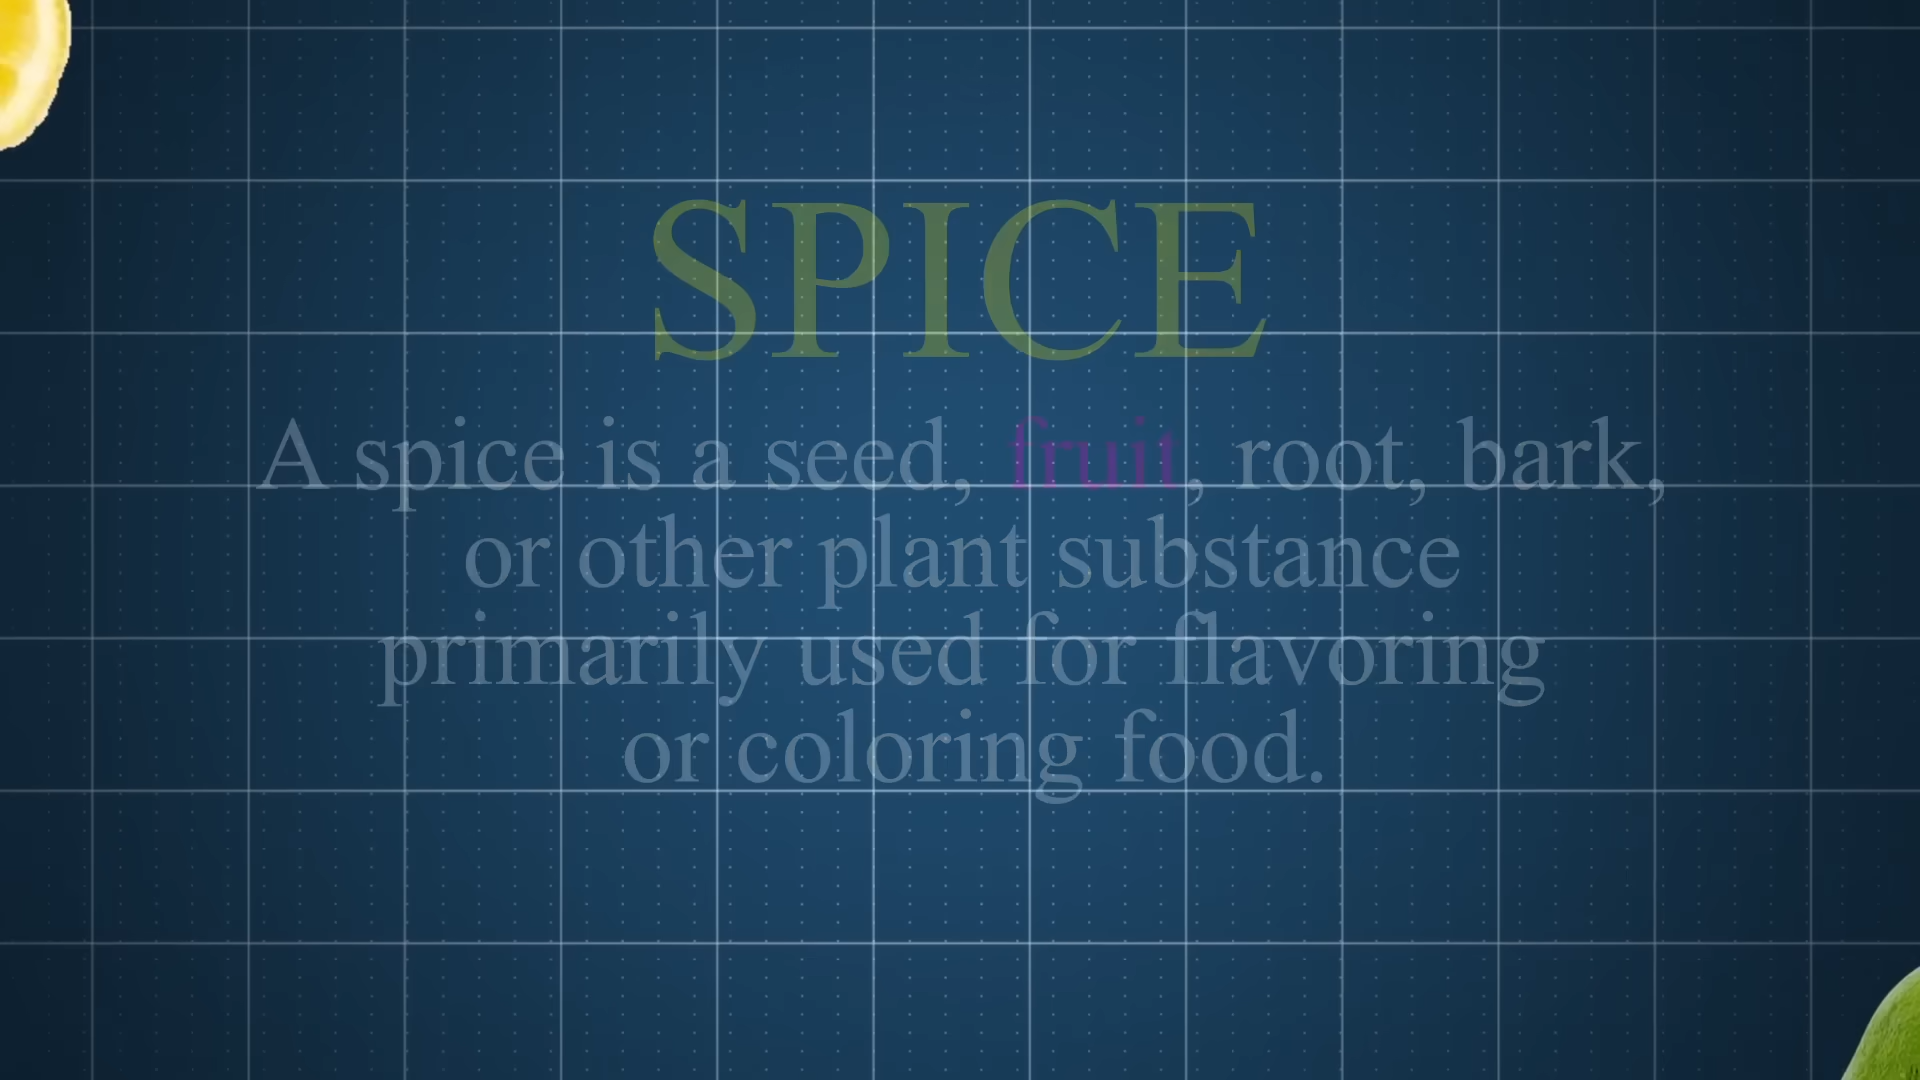 SPICE
A spice is a seed, fruit, root, bark,
or other plant substance
primarily used for flavoring
or coloring food.